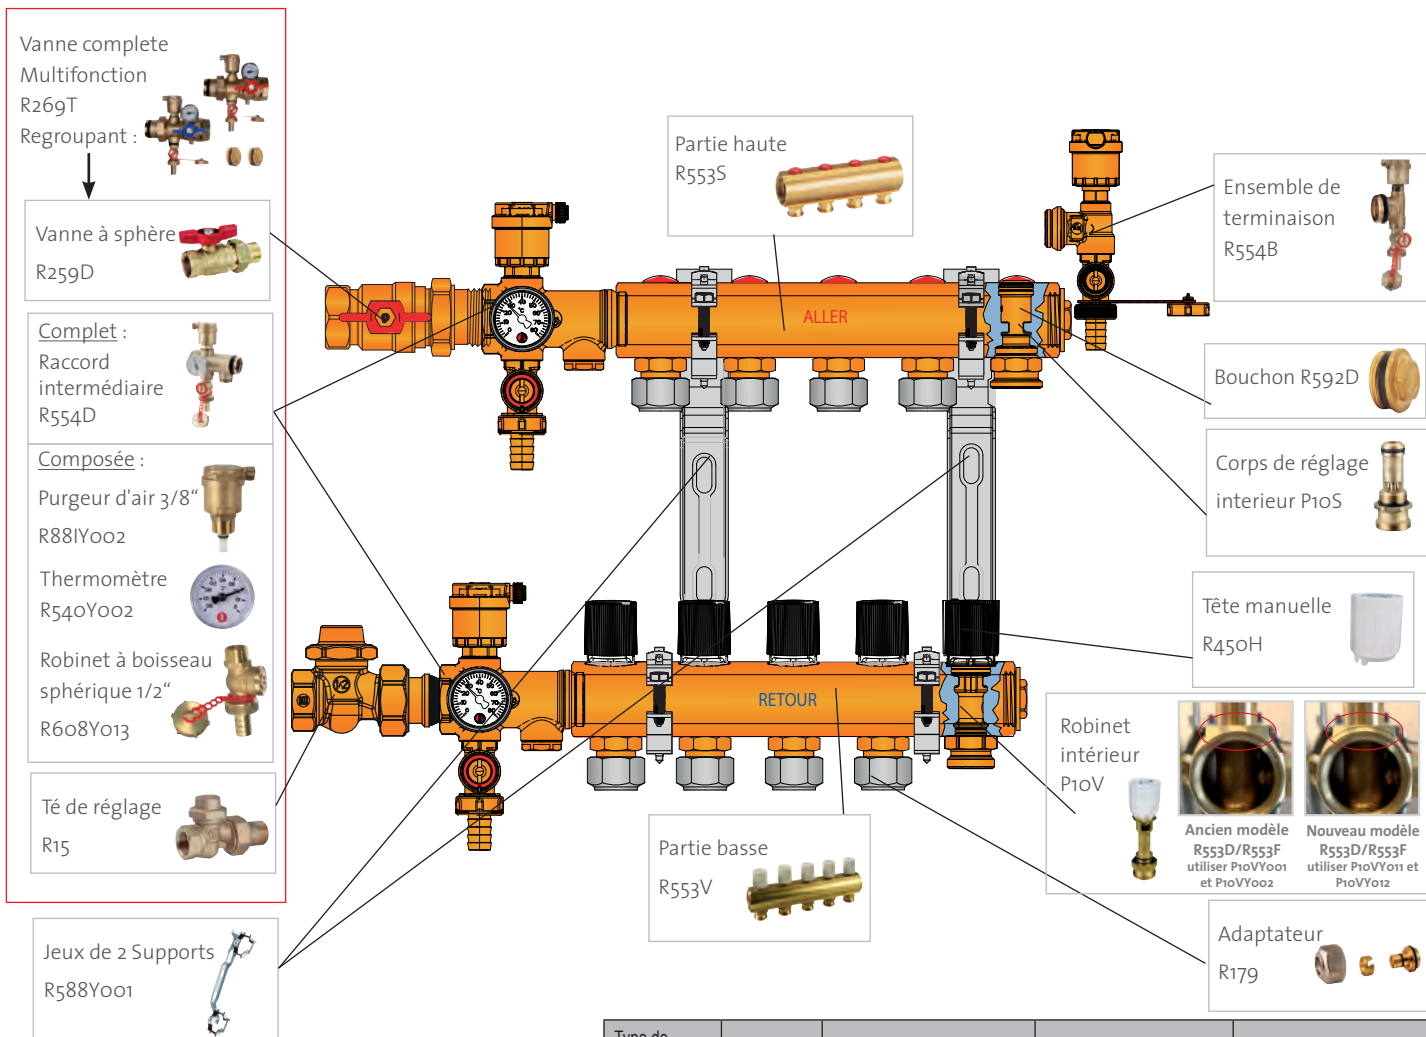 Vanne complete
Multifonction
R269T
Regroupant :
Vanne à sphère
R259D
Complet :
Raccord
intermédiaire
R554D
Composée :
Purgeur d'air 3/8“
R88IY002
Thermomètre
R540Y002
Robinet à boisseau
sphérique 1/2“
R608Y013
Té de réglage
R15
Jeux de 2 Supports
R588Y001
Partie haute
R553S
ALLER
RETOUR
Partie basse
R553V
Ensemble de
terminaison
R554B
Bouchon R592D
Corps de réglage
interieur P10S
Tête manuelle
R450H
Robinet
intérieur
P10V
Ancien modèle
R553D/R553F
utiliser P10VY001
et P10VY002
Nouveau modèle
R553D/R553F
utiliser P10VY011 et
P10VY012
Adaptateur
R179
Type de